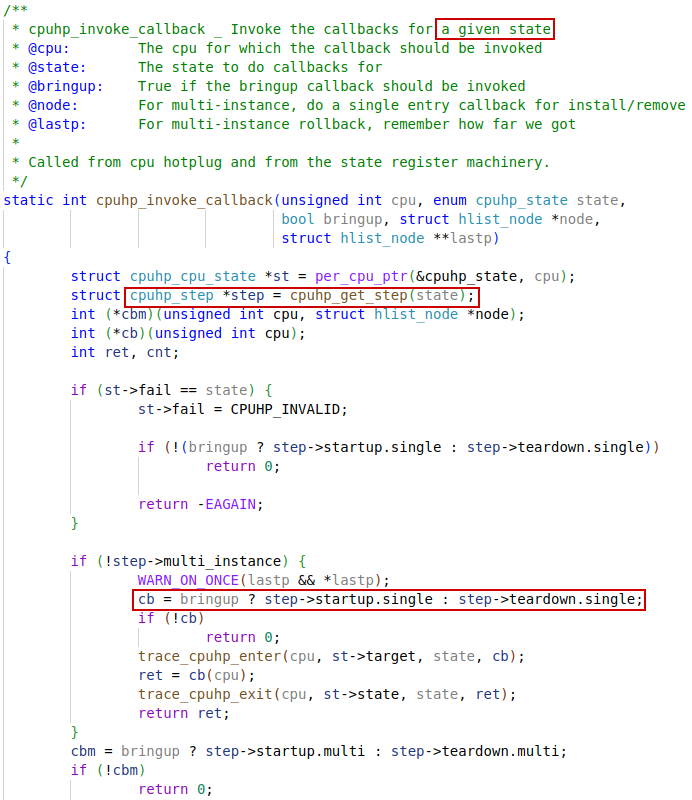 /**
 * cpuhp_invoke_callback _ Invoke the callbacks for a given state
 * @cpu:      The cpu for which the callback should be invoked
 * @state:    The state to do callbacks for
 * @bringup:  True if the bringup callback should be invoked
 * @node:     For multi-instance, do a single entry callback for install/remove
 * @lastp:    For multi-instance rollback, remember how far we got
 *
 * Called from cpu hotplug and from the state register machinery.
 */
static int cpuhp_invoke_callback(unsigned int cpu, enum cpuhp_state state,
                                 bool bringup, struct hlist_node *node,
                                 struct hlist_node **lastp)
{
        struct cpuhp_cpu_state *st = per_cpu_ptr(&cpuhp_state, cpu);
        struct cpuhp_step *step = cpuhp_get_step(state);
        int (*cbm)(unsigned int cpu, struct hlist_node *node);
        int (*cb)(unsigned int cpu);
        int ret, cnt;

        if (st->fail == state) {
                st->fail = CPUHP_INVALID;

                if (!(bringup ? step->startup.single : step->teardown.single))
                        return 0;

                return -EAGAIN;
        }

        if (!step->multi_instance) {
                WARN_ON_ONCE(lastp && *lastp);
                cb = bringup ? step->startup.single : step->teardown.single;
                if (!cb)
                        return 0;
                trace_cpuhp_enter(cpu, st->target, state, cb);
                ret = cb(cpu);
                trace_cpuhp_exit(cpu, st->state, state, ret);
                return ret;
        }
        cbm = bringup ? step->startup.multi : step->teardown.multi;
        if (!cbm)
                return 0;